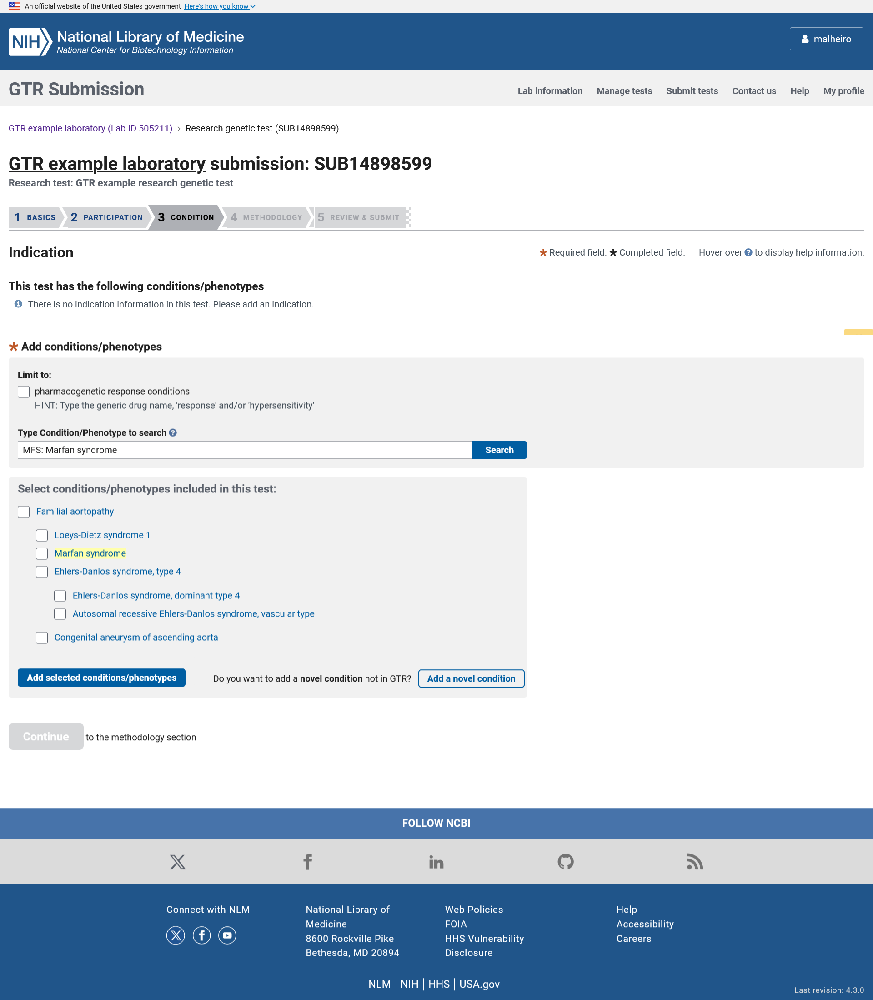 An official website of the United States government Here's how you know
NIH National Library of Medicine
National Center for Biotechnology Information
malheiro
GTR Submission
Lab information Manage tests Submit tests Contact us Help My profile
GTR example laboratory (Lab ID 505211) › Research genetic test (SUB14898599)
GTR example laboratory submission: SUB14898599
Research test: GTR example research genetic test
1 BASICS 2 PARTICIPATION 3 CONDITION 4 METHODOLOGY 5 REVIEW & SUBMIT
Indication
* Required field. * Completed field. Hover over ? to display help information.
This test has the following conditions/phenotypes
There is no indication information in this test. Please add an indication.
* Add conditions/phenotypes
Limit to:
pharmacogenetic response conditions
HINT: Type the generic drug name, 'response' and/or 'hypersensitivity'
Type Condition/Phenotype to search ?
MFS: Marfan syndrome
Search
Select conditions/phenotypes included in this test:
Familial aortopathy
Loeys-Dietz syndrome 1
Marfan syndrome
Ehlers-Danlos syndrome, type 4
Ehlers-Danlos syndrome, dominant type 4
Autosomal recessive Ehlers-Danlos syndrome, vascular type
Congenital aneurysm of ascending aorta
Add selected conditions/phenotypes Do you want to add a novel condition not in GTR? Add a novel condition
Continue to the methodology section
FOLLOW NCBI
Connect with NLM
National Library of
Medicine
8600 Rockville Pike
Bethesda, MD 20894
Web Policies
FOIA
HHS Vulnerability
Disclosure
Help
Accessibility
Careers
NLM | NIH | HHS | USA.gov
Last revision: 4.3.0